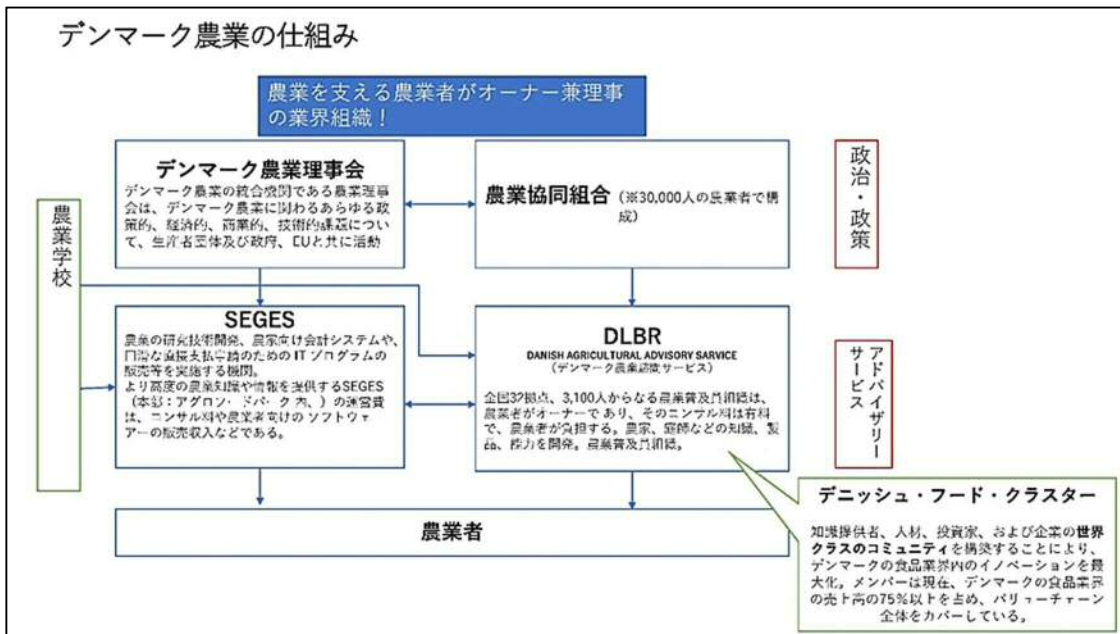 デンマーク農業の仕組み
農業を支える農業者がオーナー兼理事
の業界組織！
デンマーク農業理事会
デンマーク農業の統合機関である農業理事
会は、デンマーク農業に関わるあらゆる政
策的、経済的、商業的、技術的課題につい
て、生産者団体及び政府、EUと共に活動
農業協同組合（※30,000人の農業者で構
成）
政治・政策
農業学校
SEGES
農業の研究技術開発、農家向け会計システムや、
円滑な直接支払申請のための IT プログラムの
販売等を実施する機関。
より高度の農業知識や情報を提供するSEGES
（本部：アグロン・ドパーク 内、）の運営費
は、コンサル料や農業者向けの ソフトウェ
アーの販売収入などである。
DLBR
DANISH AGRICULTURAL ADVISORY SARVICE
（デンマーク農業訪問サービス）
全国32拠点、3,100人からなる農業普及員組織は、
農業者がオーナーであり、そのコンサル料は有料
で、農業者が負担する。農家、庭師などの知識、製
品、能力を開発。農業普及員組織。
アドバイザリー
サービス
農業者
デニッシュ・フード・クラスター
知識提供者、人材、投資家、および企業の世界
クラスのコミュニティを構築することにより、
デンマークの食品業界内のイノベーションを最
大化。メンバーは現在、デンマークの食品業界
の売上高の75％以上を占め、バリューチェーン
全体をカバーしている。